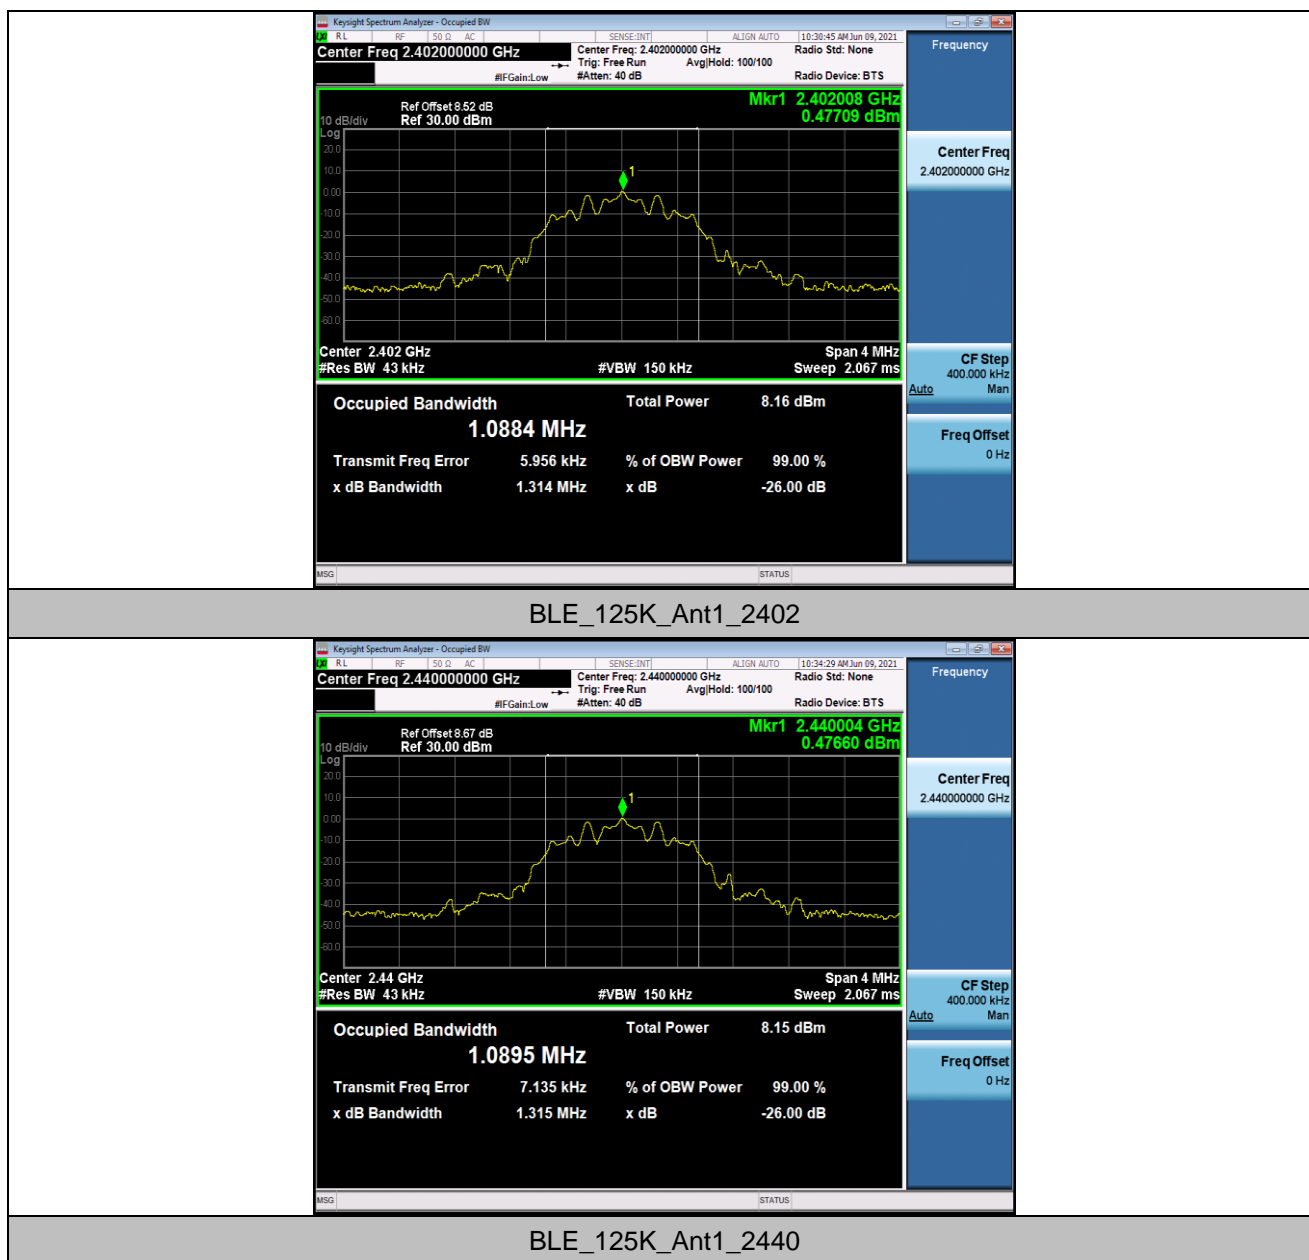 Keysight Spectrum Analyzer - Occupied BW
RL RF 50 Ω AC SENSE:INT ALIGN AUTO 10:30:45 AM Jun 09, 2021
Center Freq 2.402000000 GHz
Center Freq: 2.402000000 GHz
Radio Std: None
Trig: Free Run Avg|Hold: 100/100
#IFGain:Low
#Atten: 40 dB
Radio Device: BTS
Frequency
Mkr1 2.402008 GHz
0.47709 dBm
Ref Offset 8.52 dB
10 dB/div Ref 30.00 dBm
Log
20.0
10.0
0.00
-10.0
-20.0
-30.0
-40.0
-50.0
-60.0
1
Center 2.402 GHz
Span 4 MHz
#Res BW 43 kHz
#VBW 150 kHz
Sweep 2.067 ms
Center Freq
2.402000000 GHz
CF Step
400.000 kHz
Auto Man
Freq Offset
0 Hz
Occupied Bandwidth
Total Power 8.16 dBm
1.0884 MHz
Transmit Freq Error 5.956 kHz % of OBW Power 99.00 %
x dB Bandwidth 1.314 MHz x dB -26.00 dB
MSG
STATUS
BLE_125K_Ant1_2402
Keysight Spectrum Analyzer - Occupied BW
RL RF 50 Ω AC SENSE:INT ALIGN AUTO 10:34:29 AM Jun 09, 2021
Center Freq 2.440000000 GHz
Center Freq: 2.440000000 GHz
Radio Std: None
Trig: Free Run Avg|Hold: 100/100
#IFGain:Low
#Atten: 40 dB
Radio Device: BTS
Frequency
Mkr1 2.440004 GHz
0.47660 dBm
Ref Offset 8.67 dB
10 dB/div Ref 30.00 dBm
Log
20.0
10.0
0.00
-10.0
-20.0
-30.0
-40.0
-50.0
-60.0
1
Center 2.44 GHz
Span 4 MHz
#Res BW 43 kHz
#VBW 150 kHz
Sweep 2.067 ms
Center Freq
2.440000000 GHz
CF Step
400.000 kHz
Auto Man
Freq Offset
0 Hz
Occupied Bandwidth
Total Power 8.15 dBm
1.0895 MHz
Transmit Freq Error 7.135 kHz % of OBW Power 99.00 %
x dB Bandwidth 1.315 MHz x dB -26.00 dB
MSG
STATUS
BLE_125K_Ant1_2440